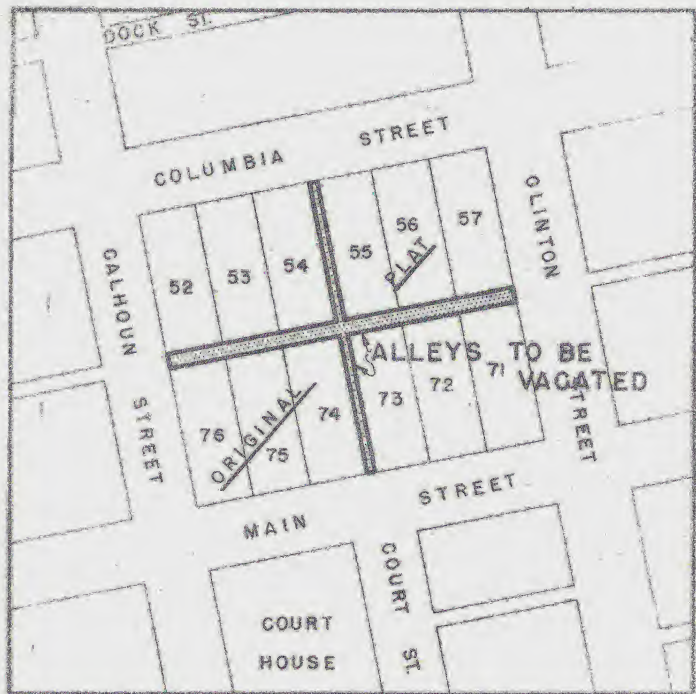 DOCK ST.
COLUMBIA STREET
CALHOUN STREET
CLINTON STREET
52 53 54 55 56 57
PLAT
ALLEYS TO BE
VACATED
76 75 74 73 72 71
ORIGINAL
MAIN STREET
COURT ST.
COURT
HOUSE